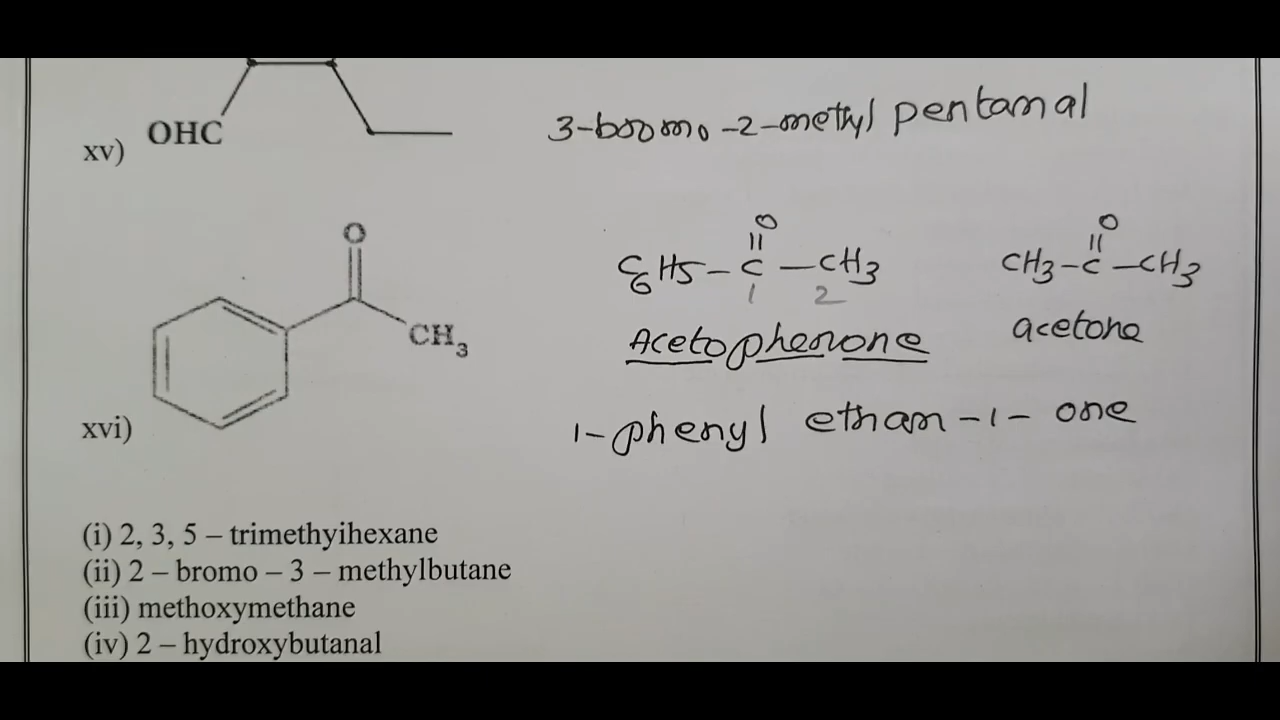 OHC
xv)
3-bromo-2-methyl pentanal
O
CH3
xvi)
O
C6H5-C-CH3
1 2
Acetophenone
O
CH3-C-CH3
acetone
1-phenyl ethan-1-one
(i) 2, 3, 5 – trimethyihexane
(ii) 2 – bromo – 3 – methylbutane
(iii) methoxymethane
(iv) 2 – hydroxybutanal